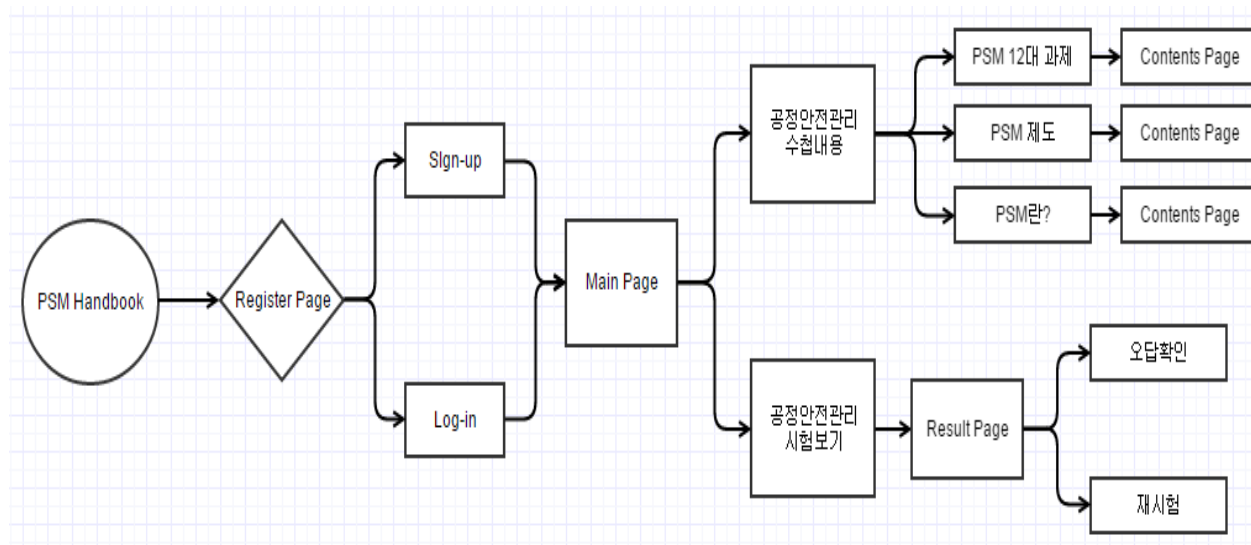 PSM Handbook
Register Page
SIgn-up
Log-in
Main Page
공정안전관리
수첩내용
PSM 12대 과제
Contents Page
PSM 제도
Contents Page
PSM란?
Contents Page
공정안전관리
시험보기
Result Page
오답확인
재시험